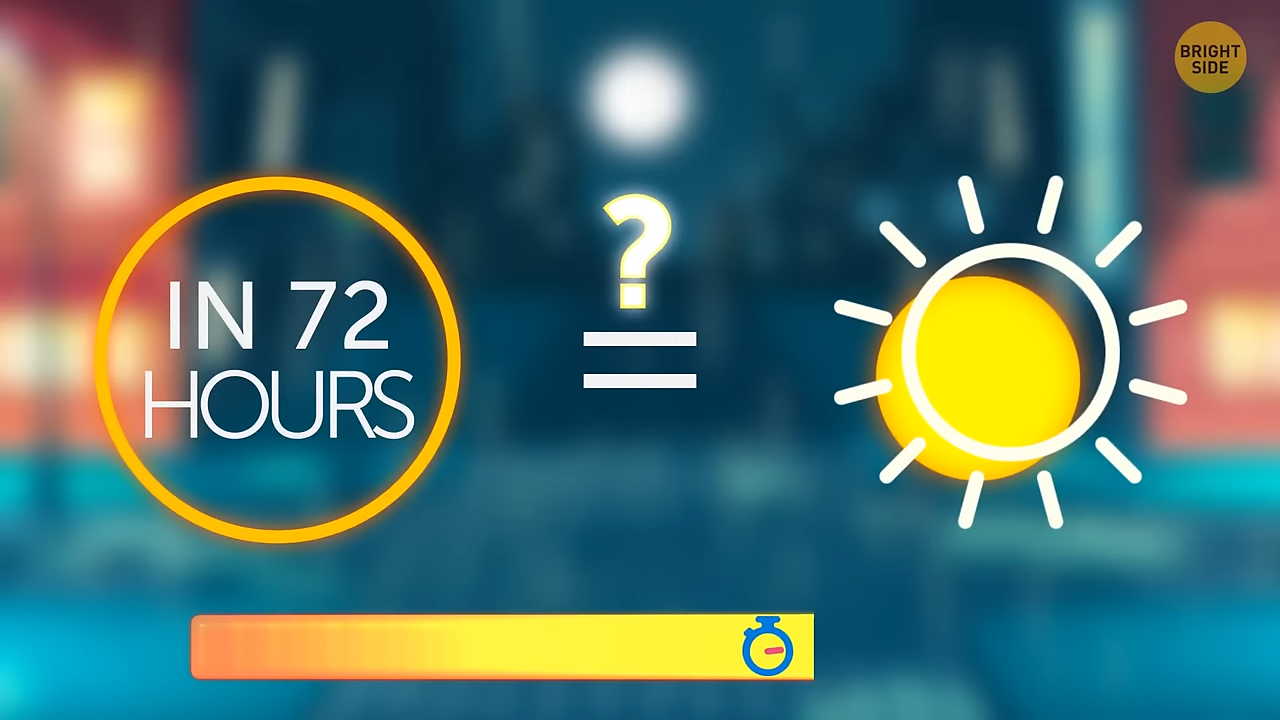 BRIGHT
SIDE
?
IN 72
HOURS
=